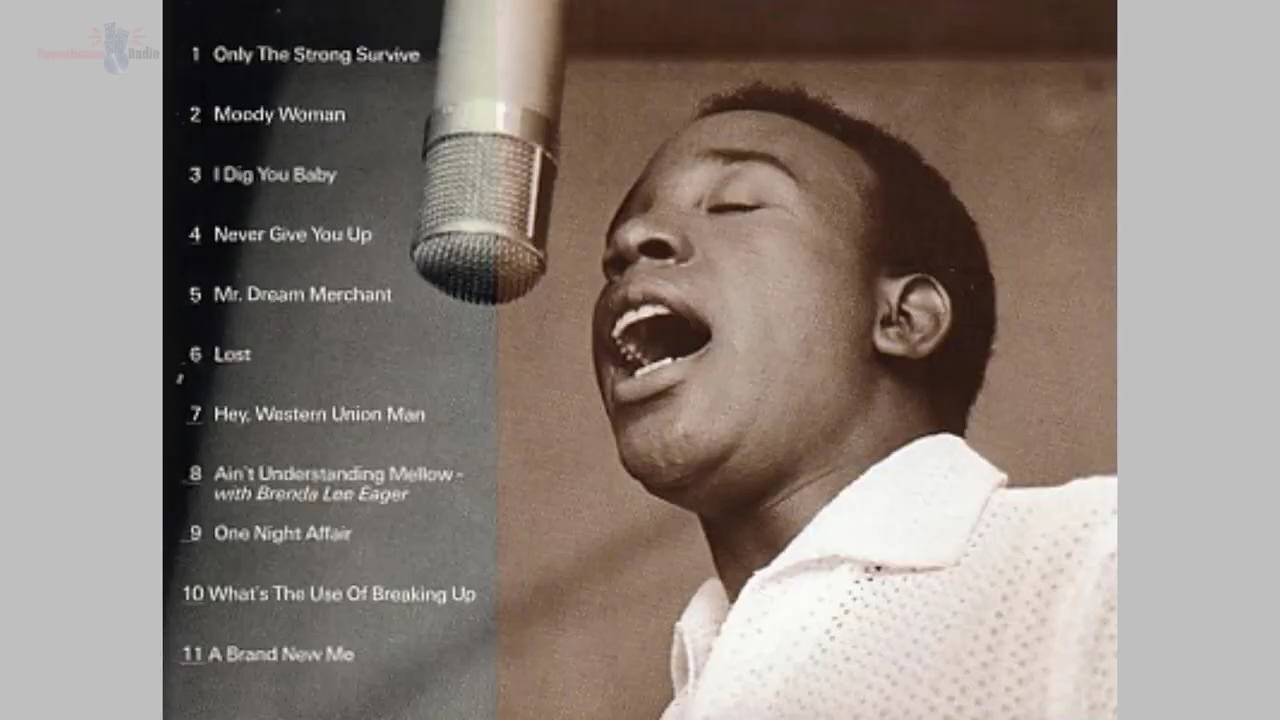 1 Only The Strong Survive
2 Moody Woman
3 I Dig You Baby
4 Never Give You Up
5 Mr. Dream Merchant
6 Lost
7 Hey, Western Union Man
8 Ain't Understanding Mellow -
with Brenda Lee Eager
9 One Night Affair
10 What's The Use Of Breaking Up
11 A Brand New Me
Radio